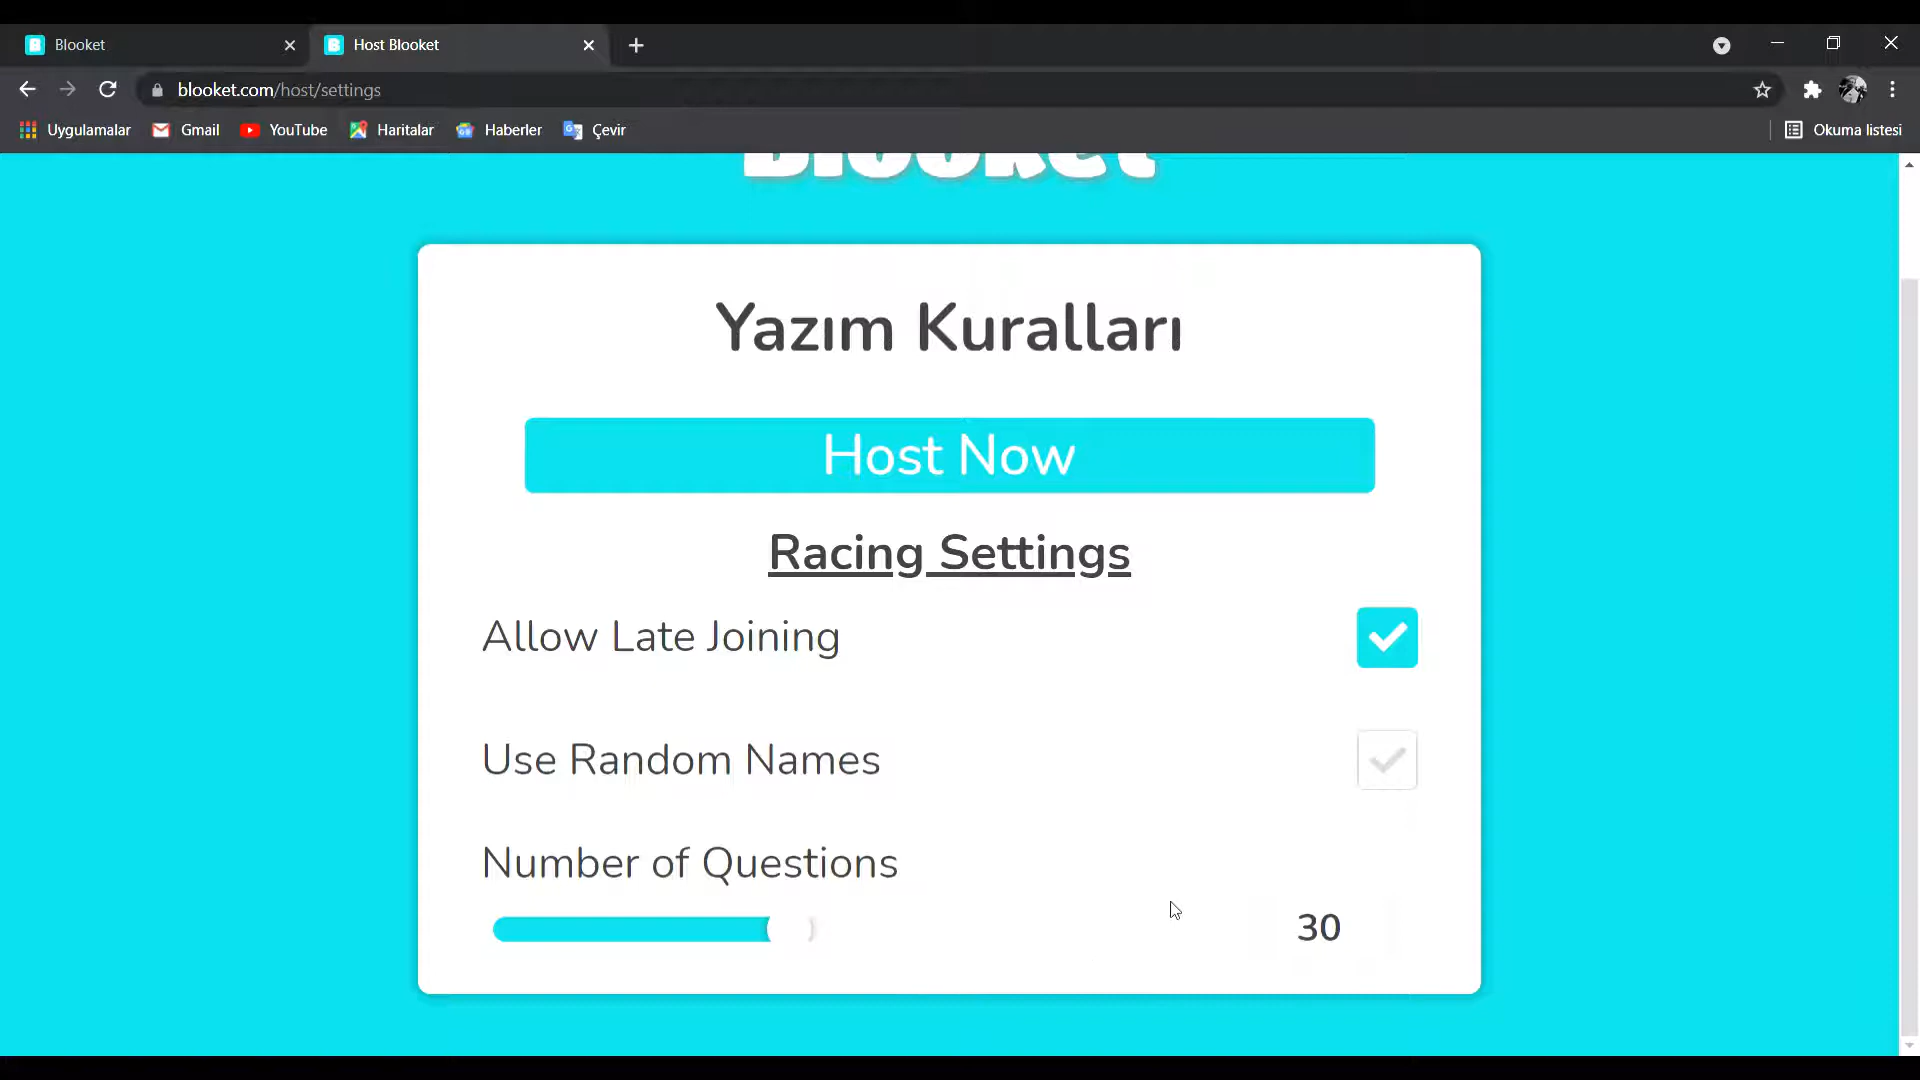 Blooket
Host Blooket
blooket.com/host/settings
Uygulamalar Gmail YouTube Haritalar Haberler Çevir Okuma listesi
Blooket
Yazım Kuralları
Host Now
Racing Settings
Allow Late Joining
Use Random Names
Number of Questions
30